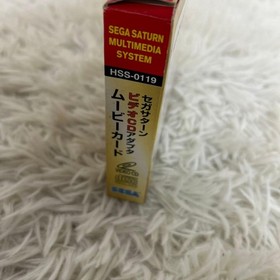 SEGA SATURN
MULTIMEDIA
SYSTEM
HSS-0119
セガサターン
ビデオCDアダプタ
ムービーカード
SEGA